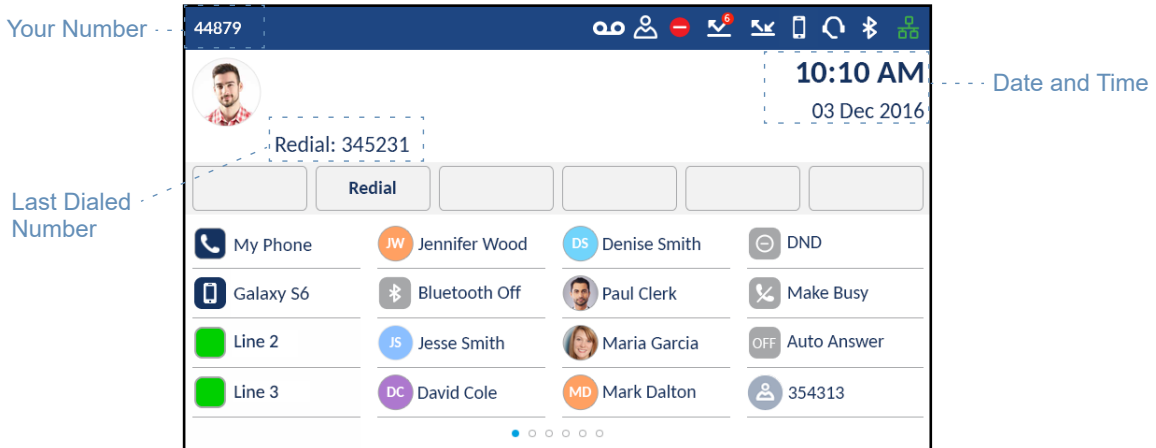 Your Number
44879
6
10:10 AM
Date and Time
03 Dec 2016
Redial: 345231
Last Dialed
Number
Redial
My Phone
JW Jennifer Wood
DS Denise Smith
DND
Galaxy S6
Bluetooth Off
Paul Clerk
Make Busy
Line 2
JS Jesse Smith
Maria Garcia
OFF Auto Answer
Line 3
DC David Cole
MD Mark Dalton
354313